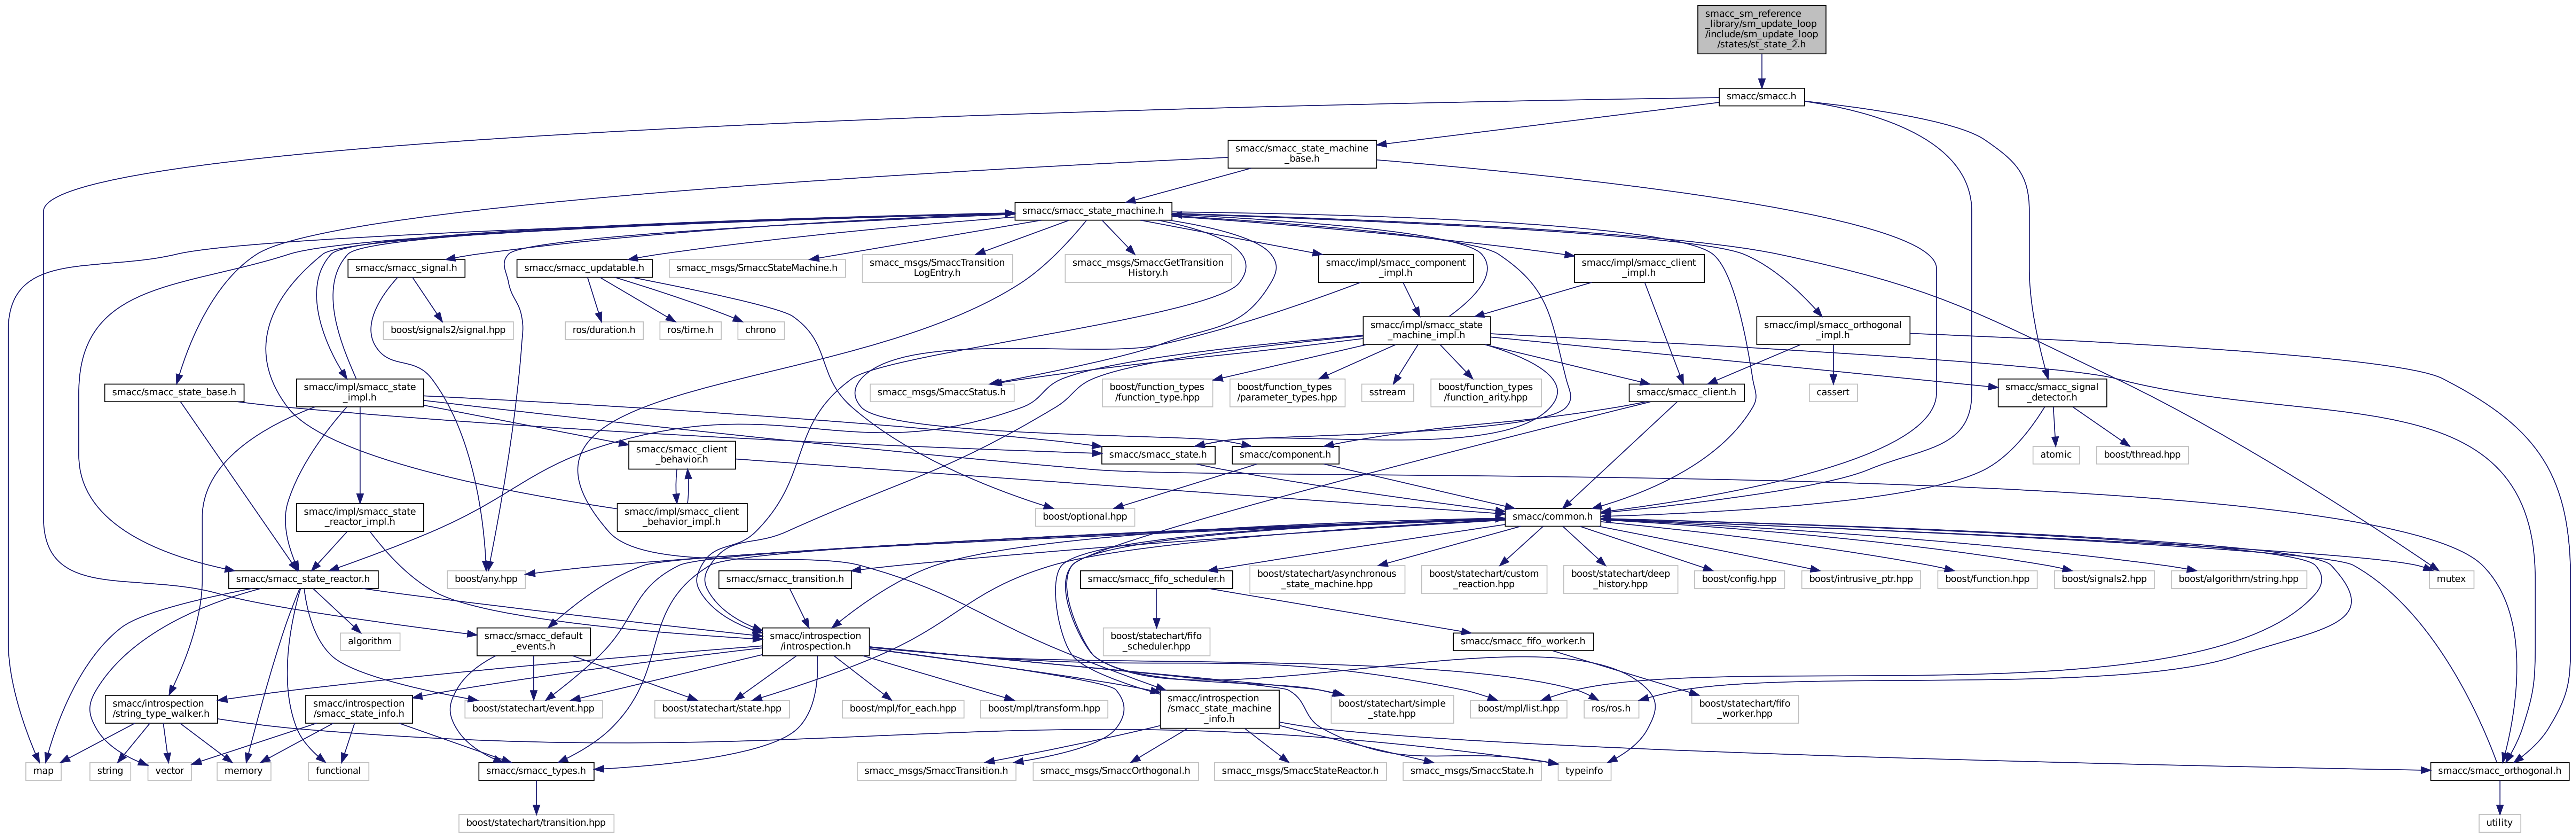 smacc_sm_reference
_library/sm_update_loop
/include/sm_update_loop
/states/st_state_2.h
smacc/smacc.h
smacc/smacc_state_machine
_base.h
smacc/smacc_state_machine.h
smacc/smacc_signal.h
smacc/smacc_updatable.h
smacc_msgs/SmaccStateMachine.h
smacc_msgs/SmaccTransition
LogEntry.h
smacc_msgs/SmaccGetTransition
History.h
smacc/impl/smacc_component
_impl.h
smacc/impl/smacc_client
_impl.h
boost/signals2/signal.hpp
ros/duration.h
ros/time.h
chrono
smacc/impl/smacc_state
_machine_impl.h
smacc/impl/smacc_orthogonal
_impl.h
smacc/smacc_state_base.h
smacc/impl/smacc_state
_impl.h
smacc_msgs/SmaccStatus.h
boost/function_types
/function_type.hpp
boost/function_types
/parameter_types.hpp
sstream
boost/function_types
/function_arity.hpp
smacc/smacc_client.h
cassert
smacc/smacc_signal
_detector.h
smacc/smacc_client
_behavior.h
smacc/smacc_state.h
smacc/component.h
atomic
boost/thread.hpp
smacc/impl/smacc_state
_reactor_impl.h
smacc/impl/smacc_client
_behavior_impl.h
boost/optional.hpp
smacc/common.h
smacc/smacc_state_reactor.h
boost/any.hpp
smacc/smacc_transition.h
smacc/smacc_fifo_scheduler.h
boost/statechart/asynchronous
_state_machine.hpp
boost/statechart/custom
_reaction.hpp
boost/statechart/deep
_history.hpp
boost/config.hpp
boost/intrusive_ptr.hpp
boost/function.hpp
boost/signals2.hpp
boost/algorithm/string.hpp
mutex
algorithm
smacc/smacc_default
_events.h
smacc/introspection
/introspection.h
boost/statechart/fifo
_scheduler.hpp
smacc/smacc_fifo_worker.h
smacc/introspection
/string_type_walker.h
smacc/introspection
/smacc_state_info.h
boost/statechart/event.hpp
boost/statechart/state.hpp
boost/mpl/for_each.hpp
boost/mpl/transform.hpp
smacc/introspection
/smacc_state_machine
_info.h
boost/statechart/simple
_state.hpp
boost/mpl/list.hpp
ros/ros.h
boost/statechart/fifo
_worker.hpp
map
string
vector
memory
functional
smacc/smacc_types.h
smacc_msgs/SmaccTransition.h
smacc_msgs/SmaccOrthogonal.h
smacc_msgs/SmaccStateReactor.h
smacc_msgs/SmaccState.h
typeinfo
smacc/smacc_orthogonal.h
boost/statechart/transition.hpp
utility